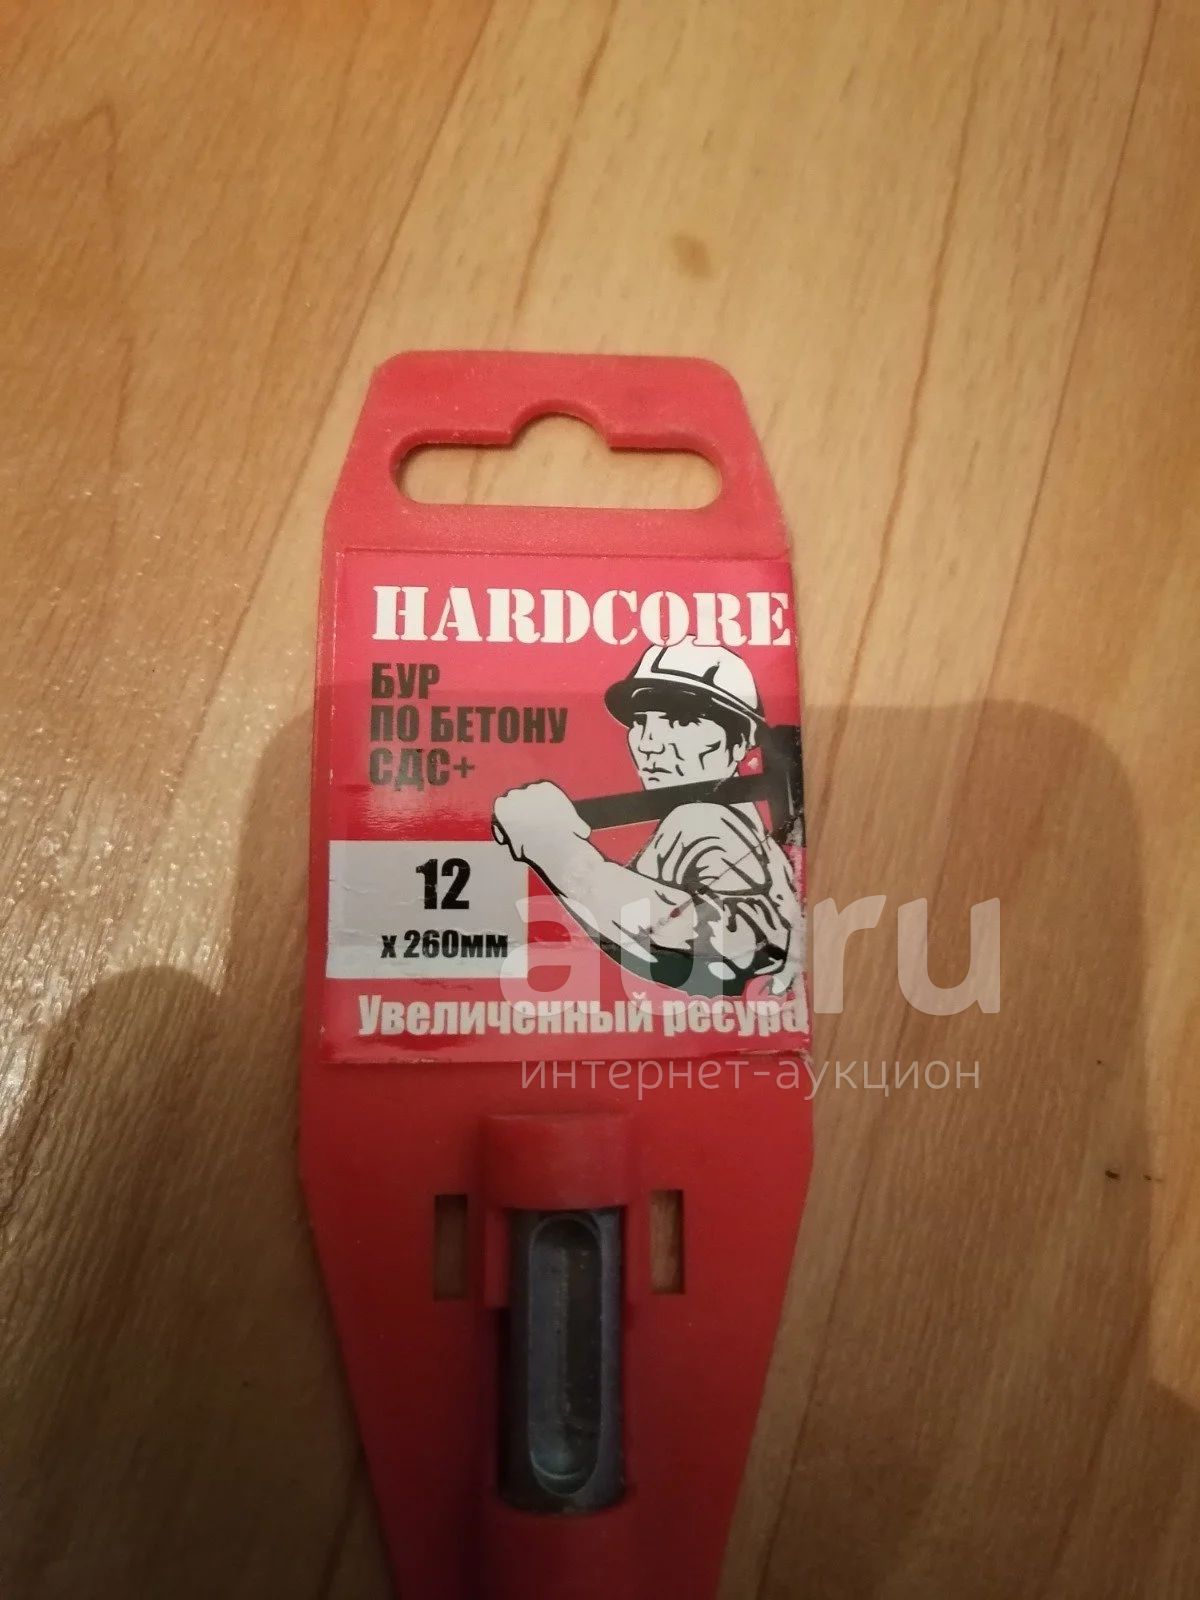 HARDCORE
БУР
ПО БЕТОНУ
СДС+
12
х 260мм
Увеличенный ресурс
au.ru
интернет-аукцион